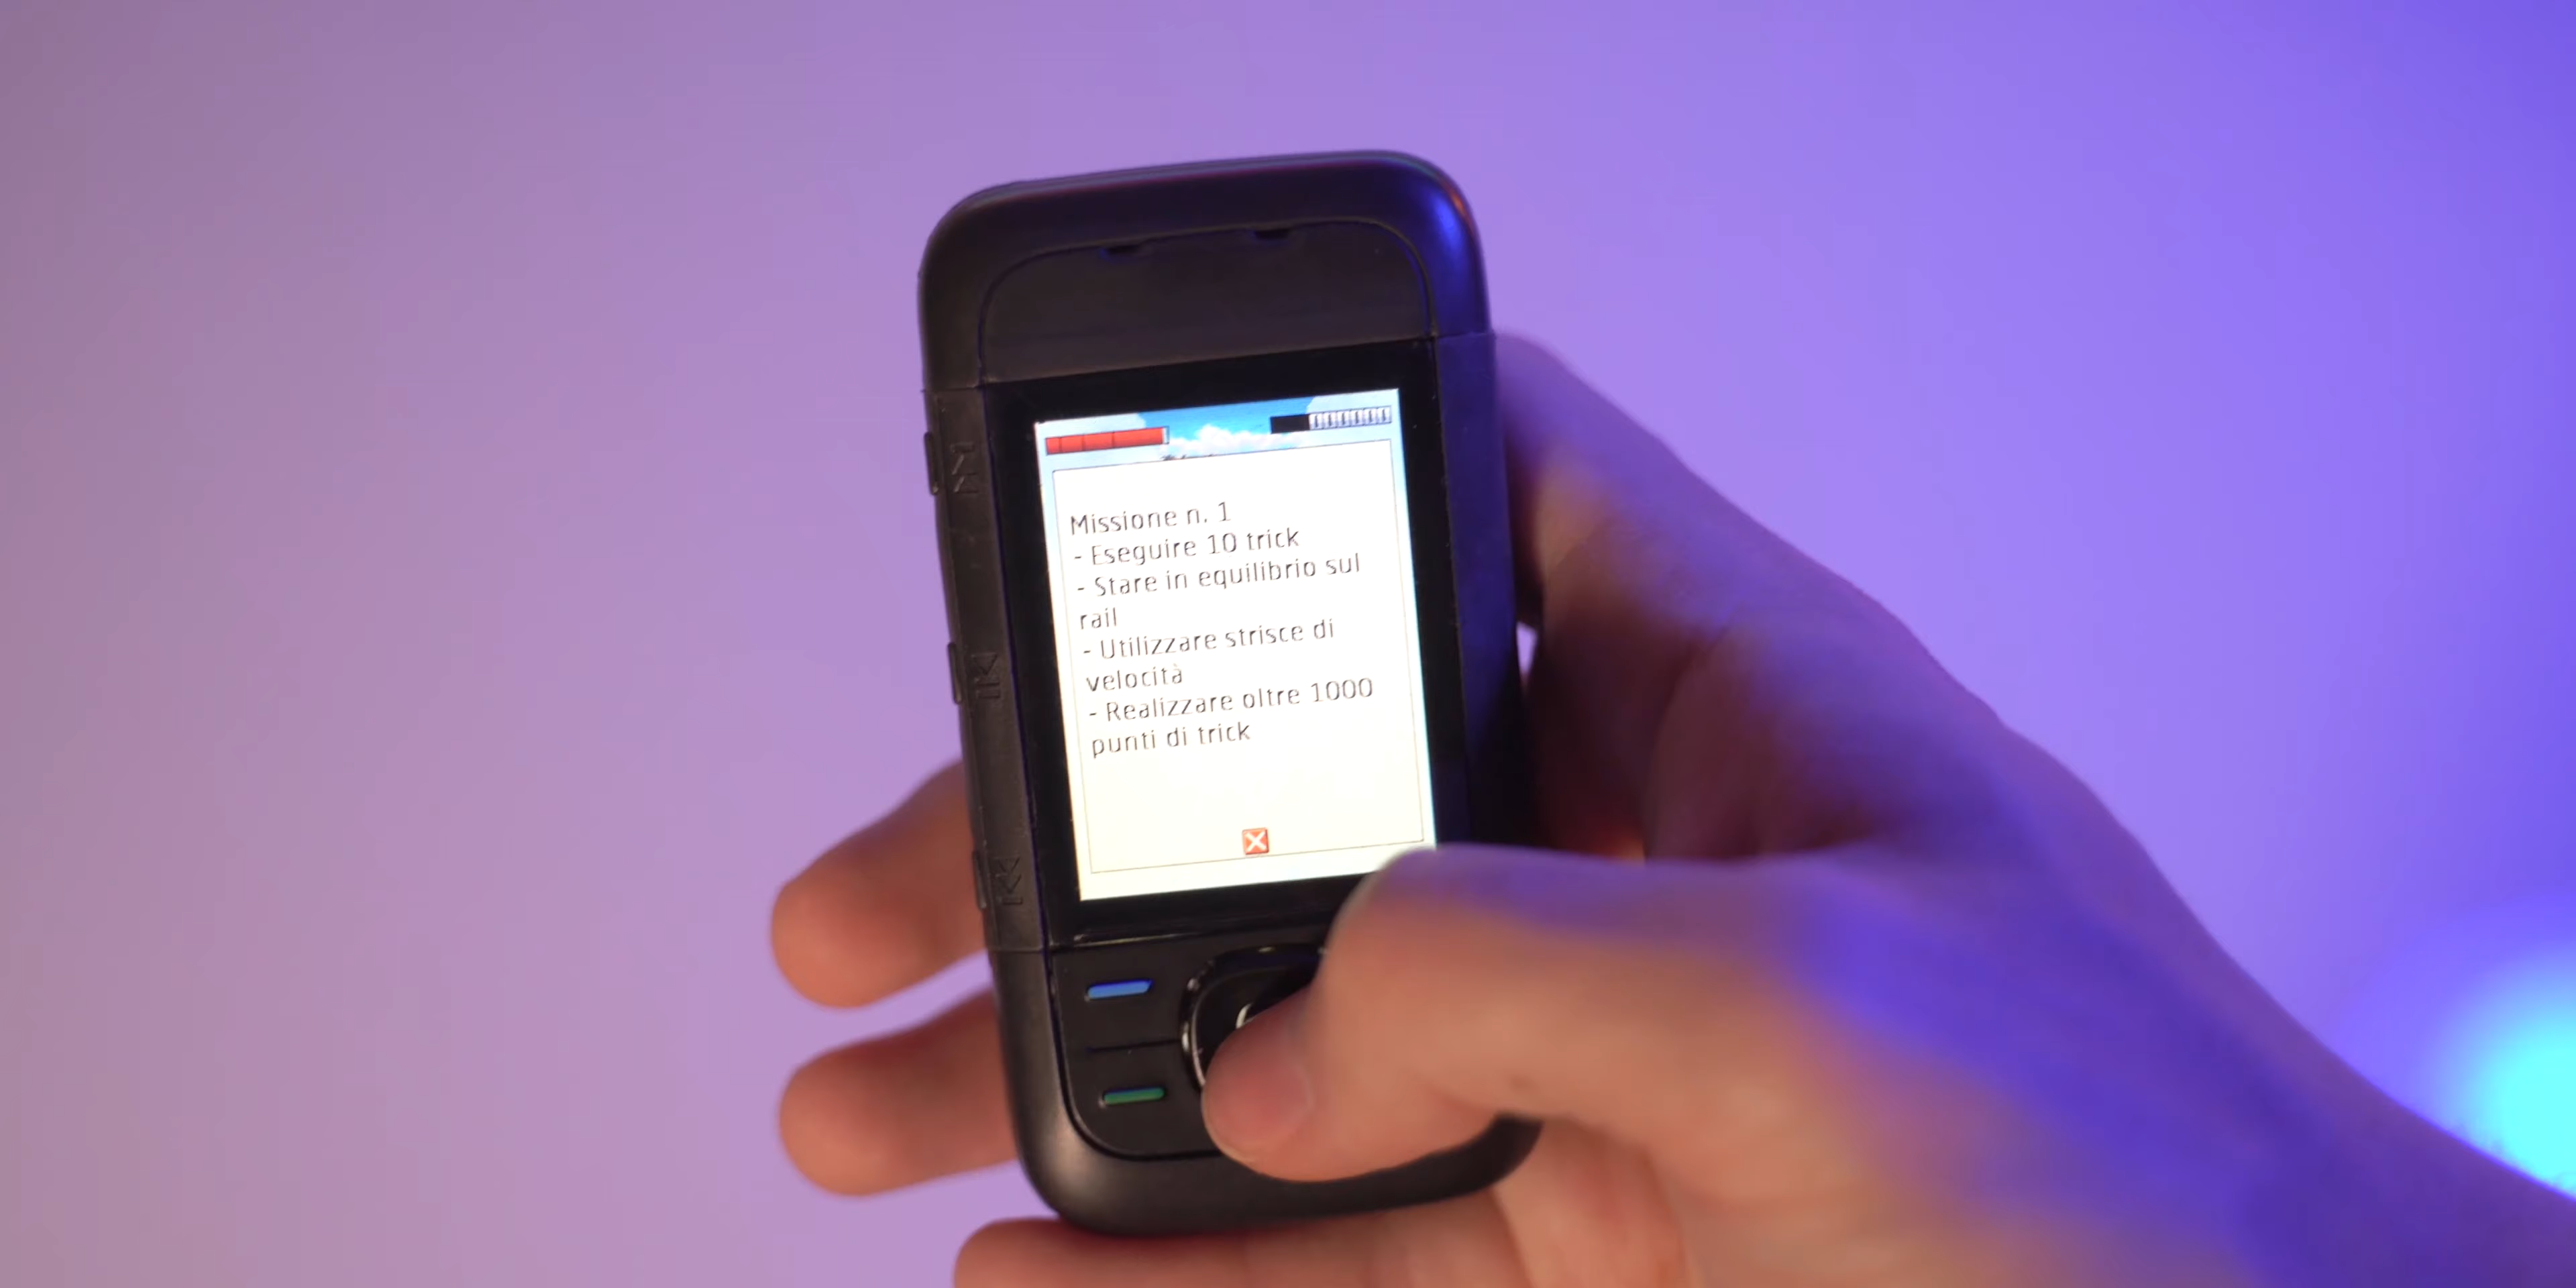 000000
Missione n. 1
- Eseguire 10 trick
- Stare in equilibrio sul
rail
- Utilizzare strisce di
velocità
- Realizzare oltre 1000
punti di trick